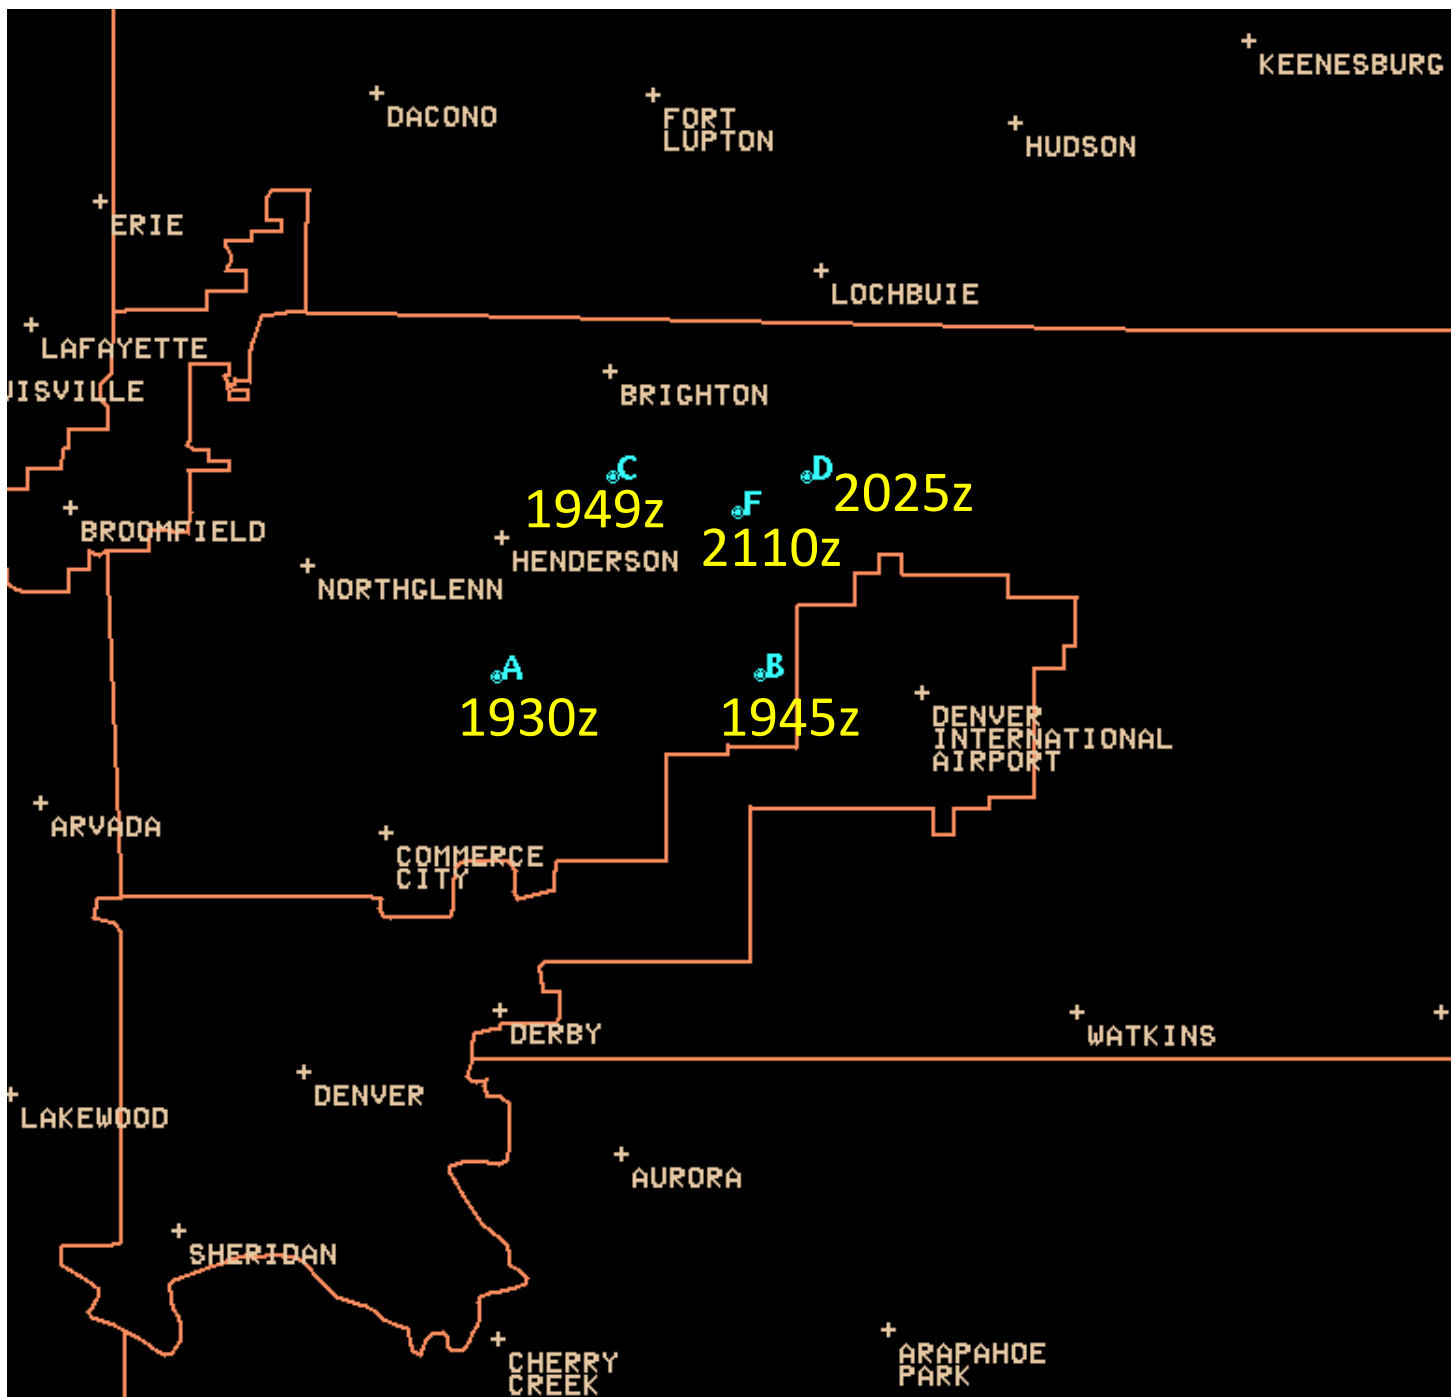 KEENESBURG
DACONO
FORT
LUPTON
HUDSON
ERIE
LOCHBUIE
LAFAYETTE
UISVILLE
BRIGHTON
C
D
1949z
2025z
F
2110z
BROOMFIELD
HENDERSON
NORTHGLENN
A
1930z
B
1945z
DENVER
INTERNATIONAL
AIRPORT
ARVADA
COMMERCE
CITY
DERBY
WATKINS
DENVER
LAKEWOOD
AURORA
SHERIDAN
CHERRY
CREEK
ARAPAHOE
PARK